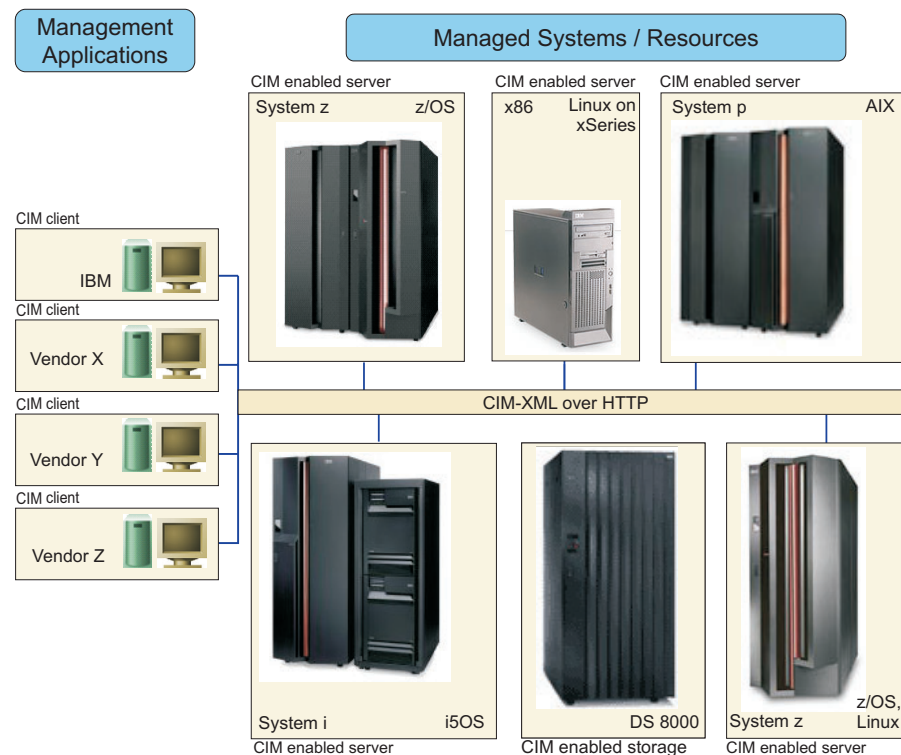 Management
Applications
Managed Systems / Resources
CIM enabled server
System z z/OS
CIM enabled server
x86 Linux on
xSeries
CIM enabled server
System p AIX
CIM client
IBM
CIM client
Vendor X
CIM client
Vendor Y
CIM client
Vendor Z
CIM-XML over HTTP
System i i5OS
CIM enabled server
DS 8000
CIM enabled storage
z/OS,
System z Linux
CIM enabled server